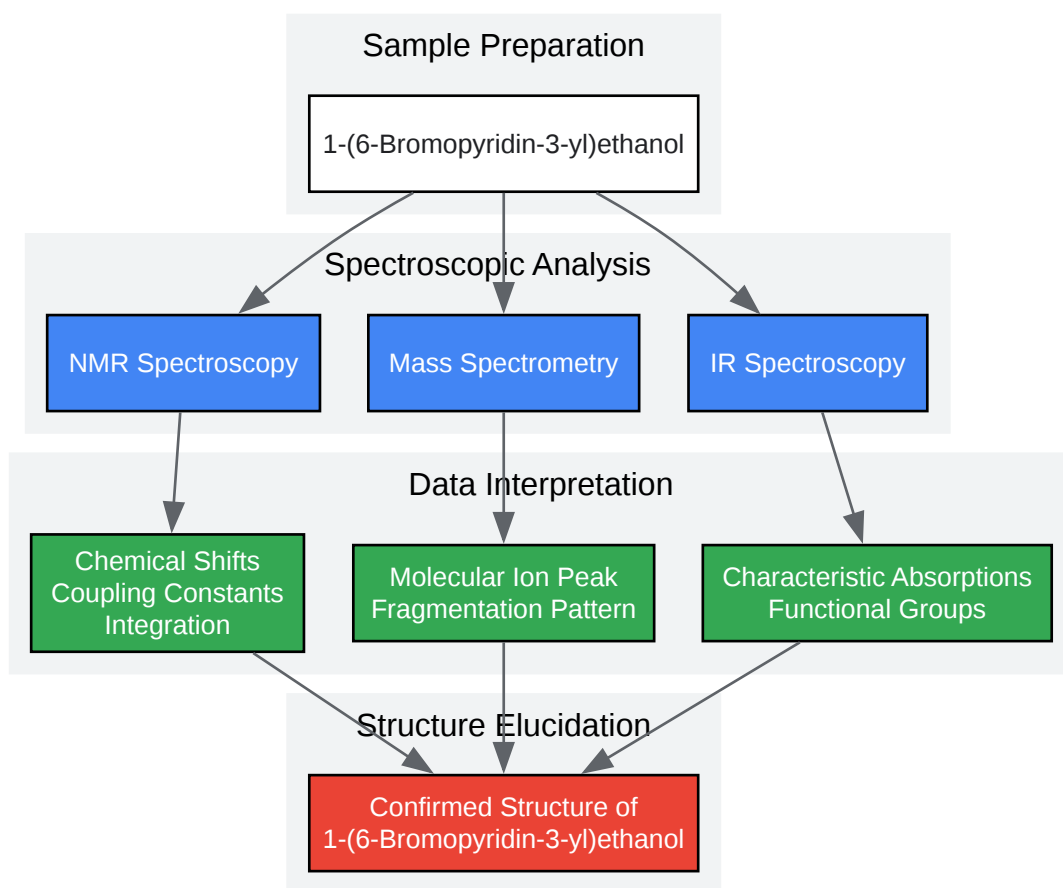 Sample Preparation
1-(6-Bromopyridin-3-yl)ethanol
Spectroscopic Analysis
NMR Spectroscopy
Mass Spectrometry
IR Spectroscopy
Data Interpretation
Chemical Shifts
Coupling Constants
Integration
Molecular Ion Peak
Fragmentation Pattern
Characteristic Absorptions
Functional Groups
Structure Elucidation
Confirmed Structure of
1-(6-Bromopyridin-3-yl)ethanol